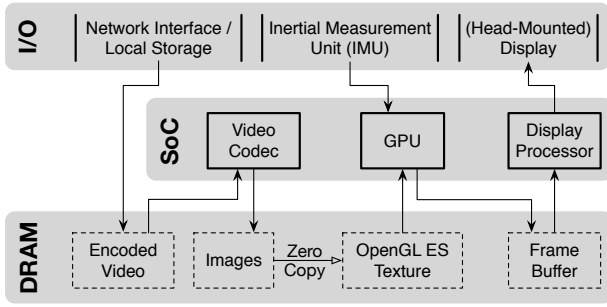 I/O
Network Interface /
Local Storage
Inertial Measurement
Unit (IMU)
(Head-Mounted)
Display
SoC
Video
Codec
GPU
Display
Processor
DRAM
Encoded
Video
Images
Zero
Copy
OpenGL ES
Texture
Frame
Buffer